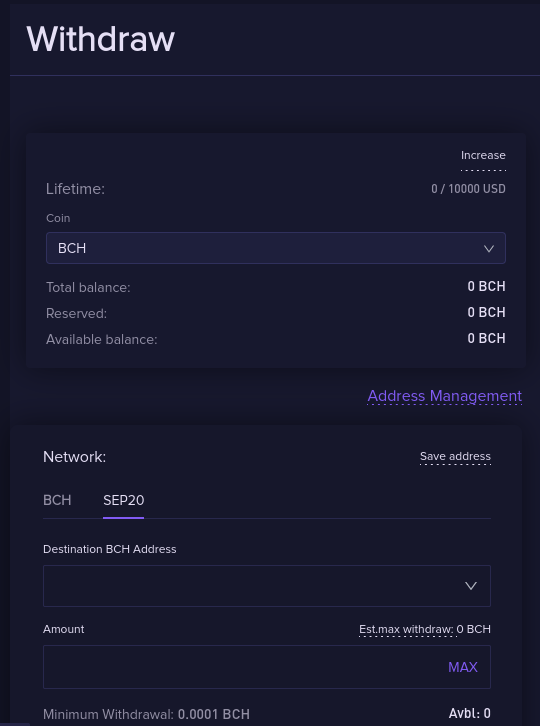 Withdraw
Increase
Lifetime: 0 / 10000 USD
Coin
BCH
Total balance: 0 BCH
Reserved: 0 BCH
Available balance: 0 BCH
Address Management
Network: Save address
BCH SEP20
Destination BCH Address
Amount Est.max withdraw: 0 BCH
MAX
Minimum Withdrawal: 0.0001 BCH Avbl: 0